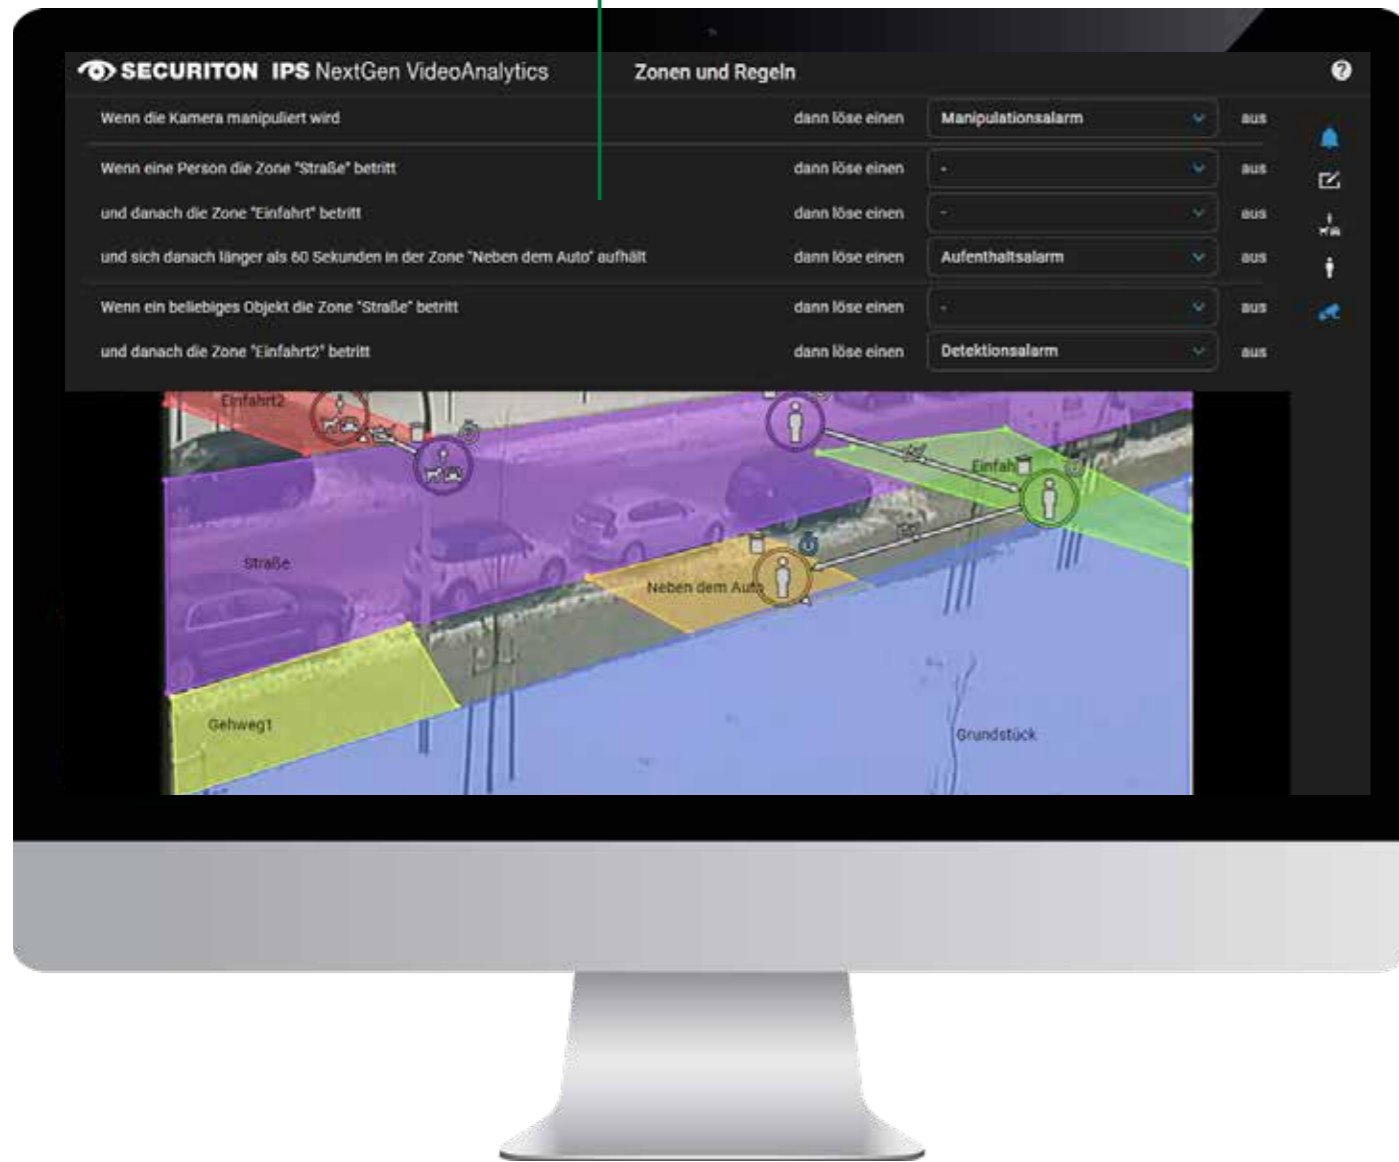 SECURITON IPS NextGen VideoAnalytics Zonen und Regeln ?
Wenn die Kamera manipuliert wird dann löse einen Manipulationsalarm aus
Wenn eine Person die Zone "Straße" betritt dann löse einen - aus
und danach die Zone "Einfahrt" betritt dann löse einen - aus
und sich danach länger als 60 Sekunden in der Zone "Neben dem Auto" aufhält dann löse einen Aufenthaltsalarm aus
Wenn ein beliebiges Objekt die Zone "Straße" betritt dann löse einen - aus
und danach die Zone "Einfahrt2" betritt dann löse einen Detektionsalarm aus
Einfahrt2
Einfah
Straße
Neben dem Auto
Gehweg1
Grundstück